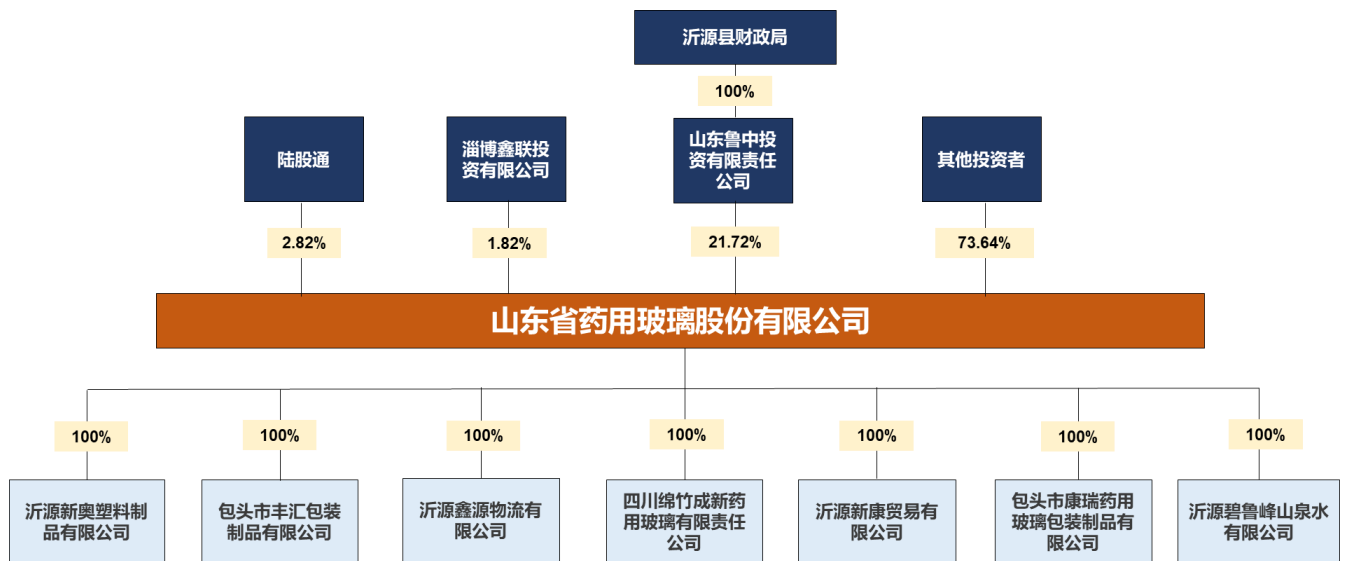 沂源县财政局
100%
陆股通
淄博鑫联投
资有限公司
山东鲁中投
资有限责任
公司
其他投资者
2.82%
1.82%
21.72%
73.64%
山东省药用玻璃股份有限公司
100%
100%
100%
100%
100%
100%
100%
沂源新奥塑料制
品有限公司
包头市丰汇包装
制品有限公司
沂源鑫源物流有
限公司
四川绵竹成新药
用玻璃有限责任
公司
沂源新康贸易有
限公司
包头市康瑞药用
玻璃包装制品有
限公司
沂源碧鲁峰山泉水
有限公司